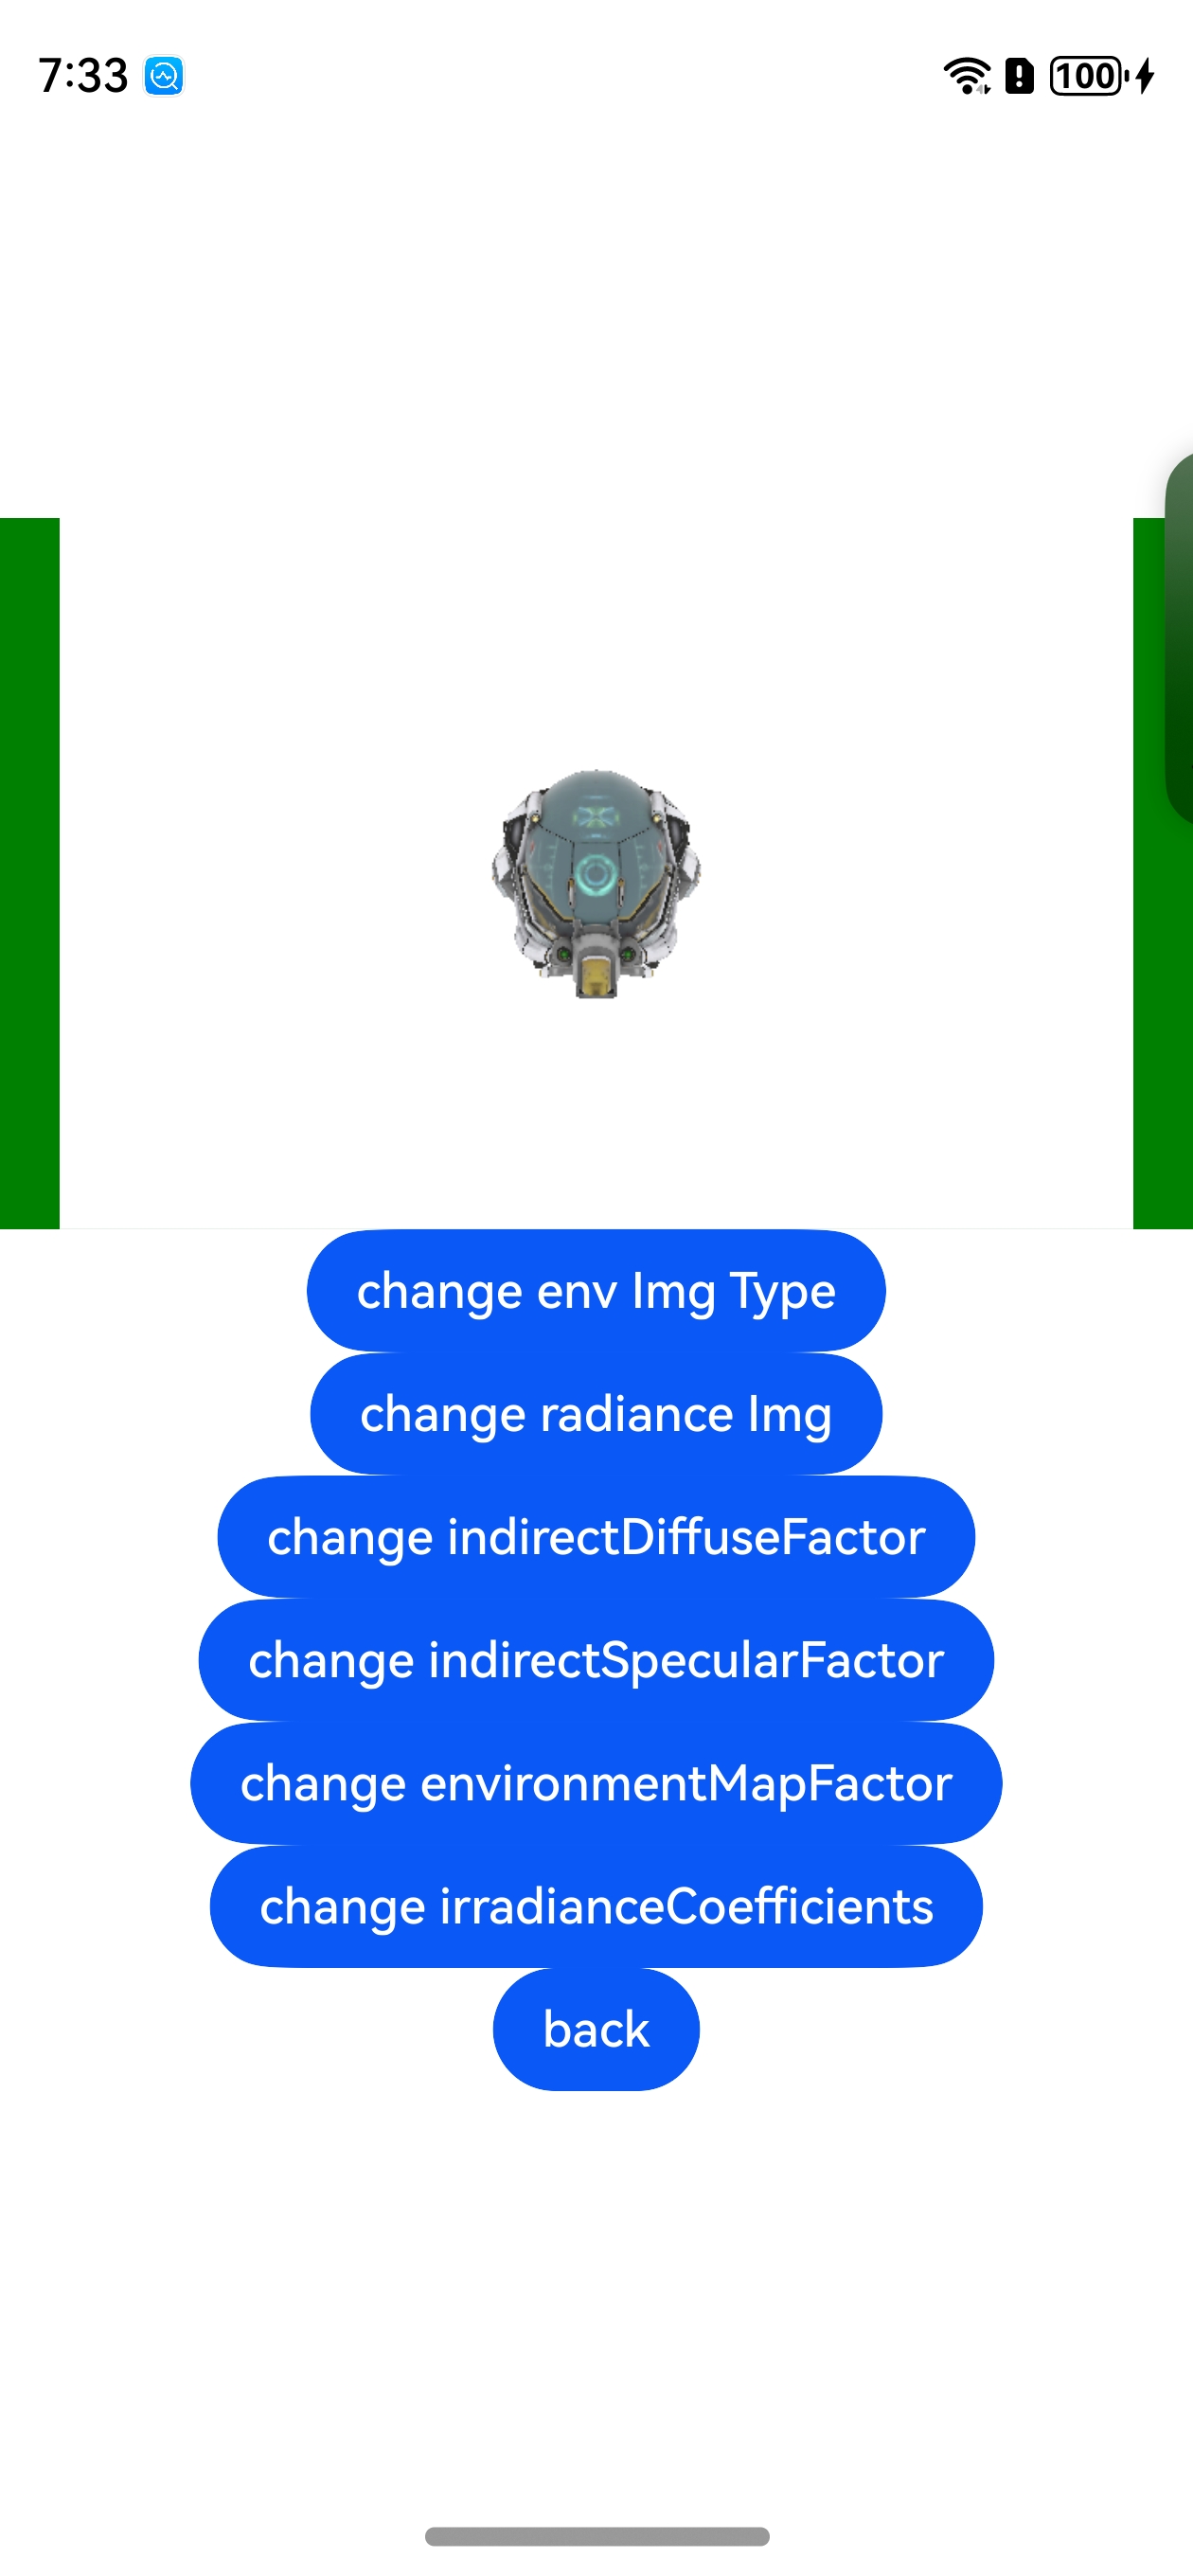 7:33
100
change env Img Type
change radiance Img
change indirectDiffuseFactor
change indirectSpecularFactor
change environmentMapFactor
change irradianceCoefficients
back